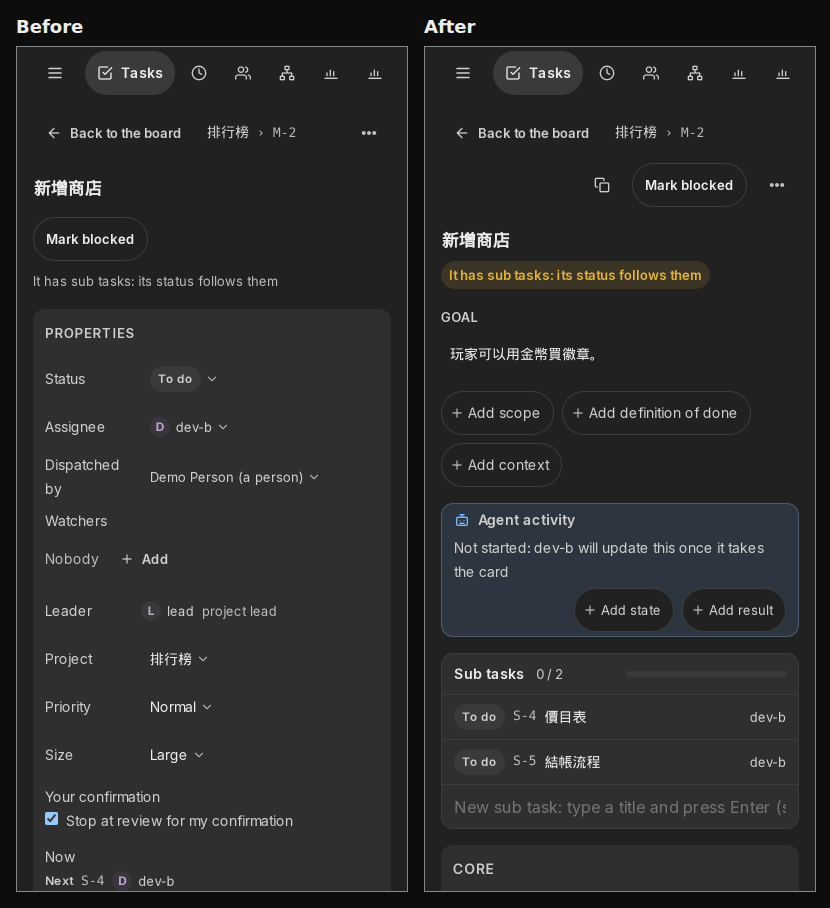 Before
Tasks
Back to the board 排行榜 › M-2
新增商店
Mark blocked
It has sub tasks: its status follows them
PROPERTIES
Status To do
Assignee D dev-b
Dispatched by Demo Person (a person)
Watchers
Nobody + Add
Leader L lead project lead
Project 排行榜
Priority Normal
Size Large
Your confirmation
Stop at review for my confirmation
Now
Next S-4 D dev-b
After
Tasks
Back to the board 排行榜 › M-2
Mark blocked
新增商店
It has sub tasks: its status follows them
GOAL
玩家可以用金幣買徽章。
+ Add scope + Add definition of done
+ Add context
Agent activity
Not started: dev-b will update this once it takes
the card
+ Add state + Add result
Sub tasks 0 / 2
To do S-4 價目表 dev-b
To do S-5 結帳流程 dev-b
New sub task: type a title and press Enter (s
CORE